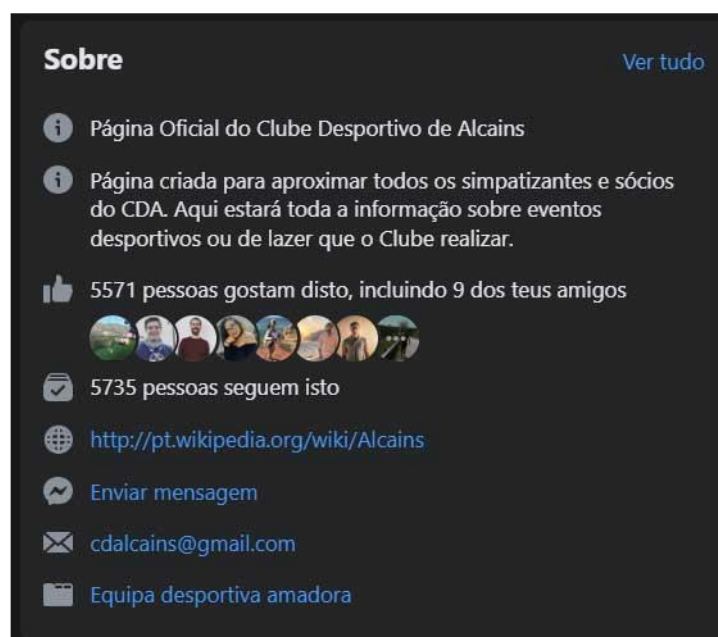 Sobre
Ver tudo
Página Oficial do Clube Desportivo de Alcains
Página criada para aproximar todos os simpatizantes e sócios
do CDA. Aqui estará toda a informação sobre eventos
desportivos ou de lazer que o Clube realizar.
5571 pessoas gostam disto, incluindo 9 dos teus amigos
5735 pessoas seguem isto
http://pt.wikipedia.org/wiki/Alcains
Enviar mensagem
cdalcains@gmail.com
Equipa desportiva amadora